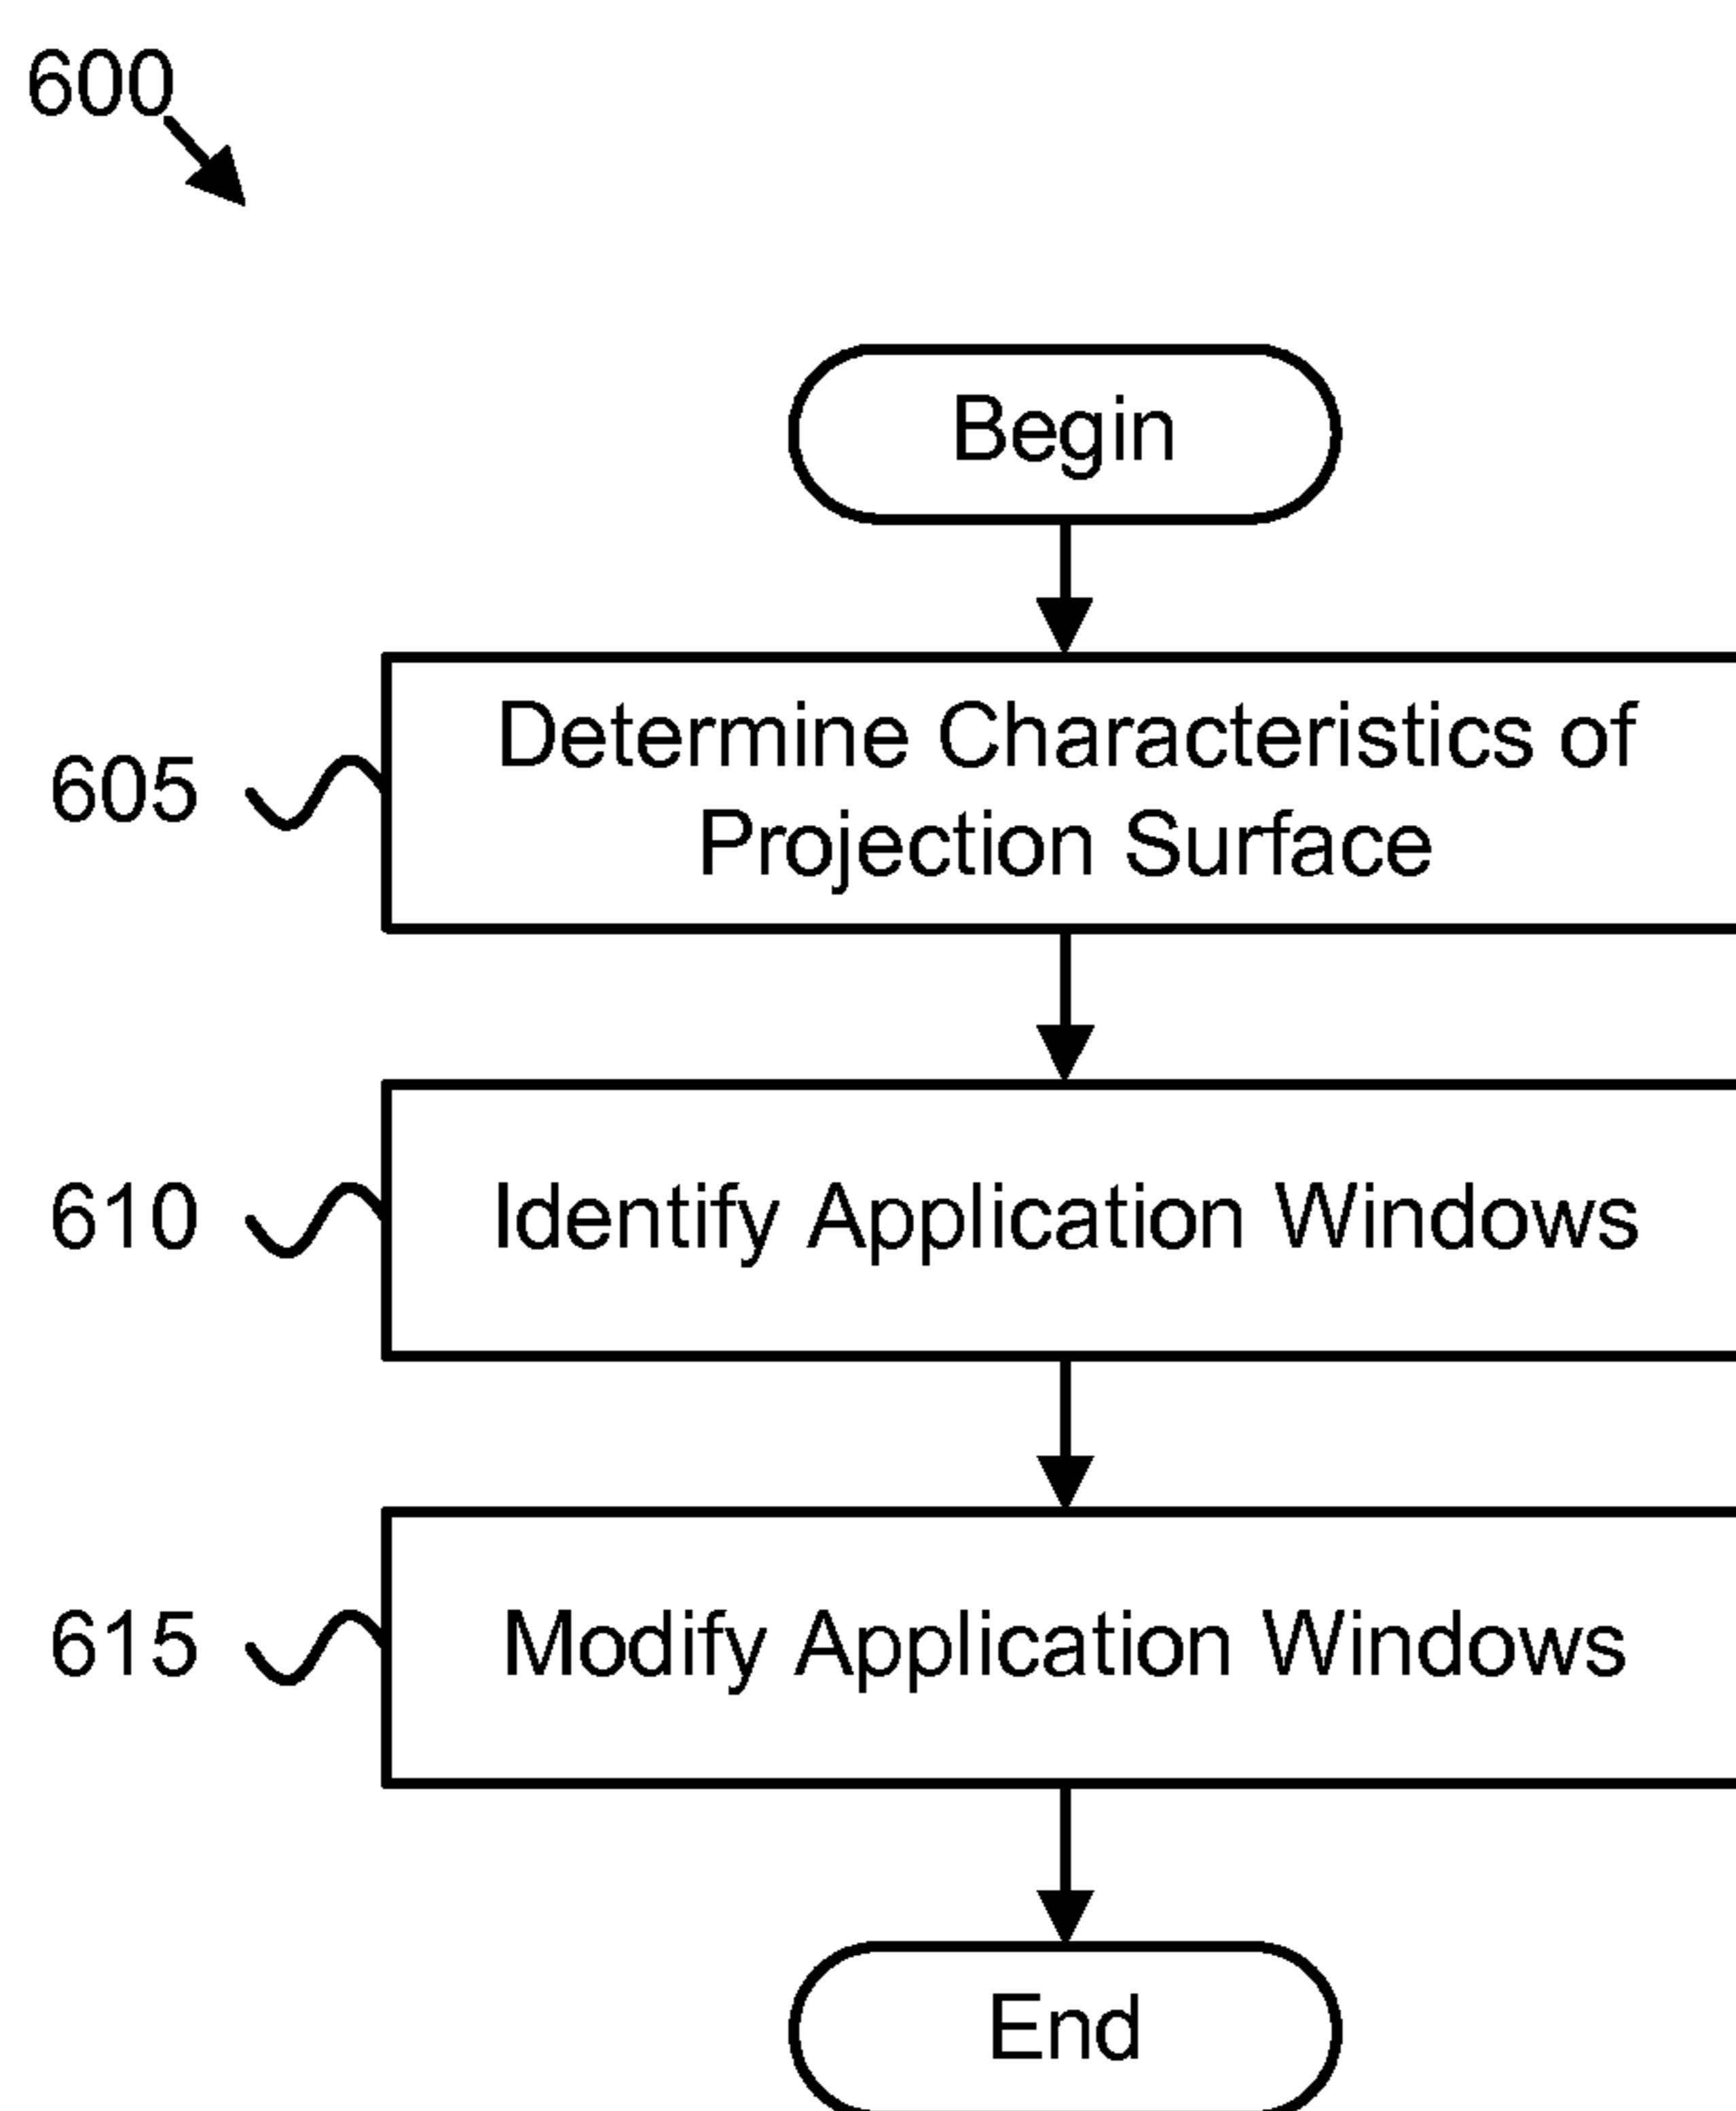 600
Begin
605
Determine Characteristics of
Projection Surface
610
Identify Application Windows
615
Modify Application Windows
End